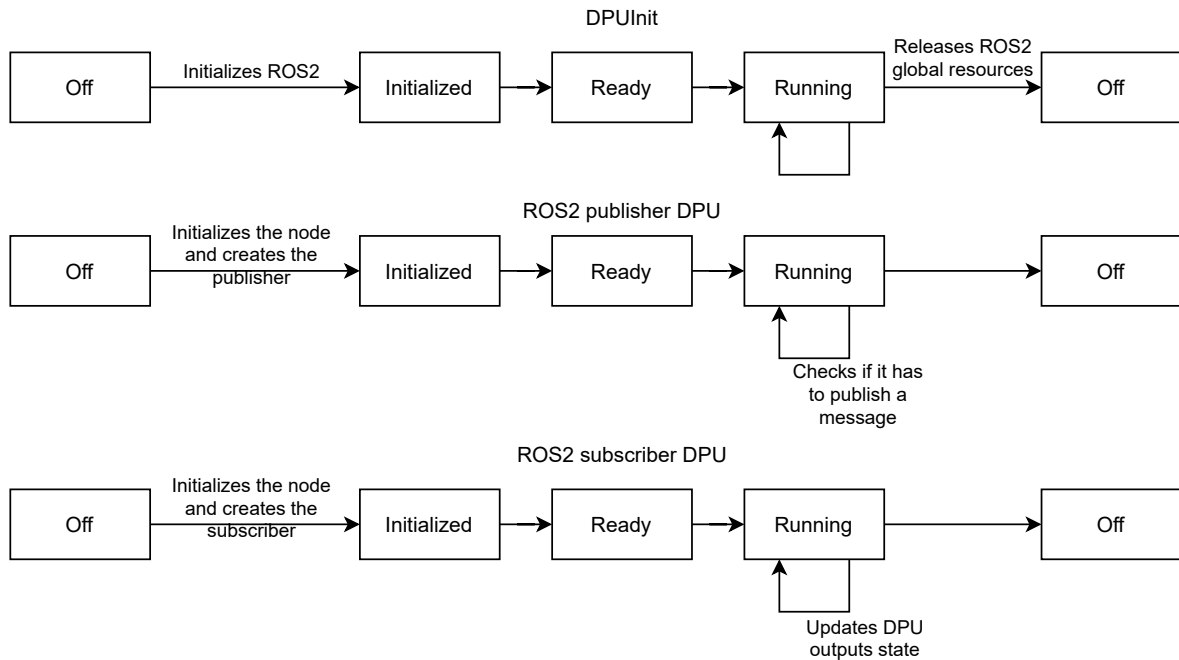 DPUInit
Off
Initializes ROS2
Initialized
Ready
Running
Releases ROS2
global resources
Off
ROS2 publisher DPU
Off
Initializes the node
and creates the
publisher
Initialized
Ready
Running
Off
Checks if it has
to publish a
message
ROS2 subscriber DPU
Off
Initializes the node
and creates the
subscriber
Initialized
Ready
Running
Off
Updates DPU
outputs state